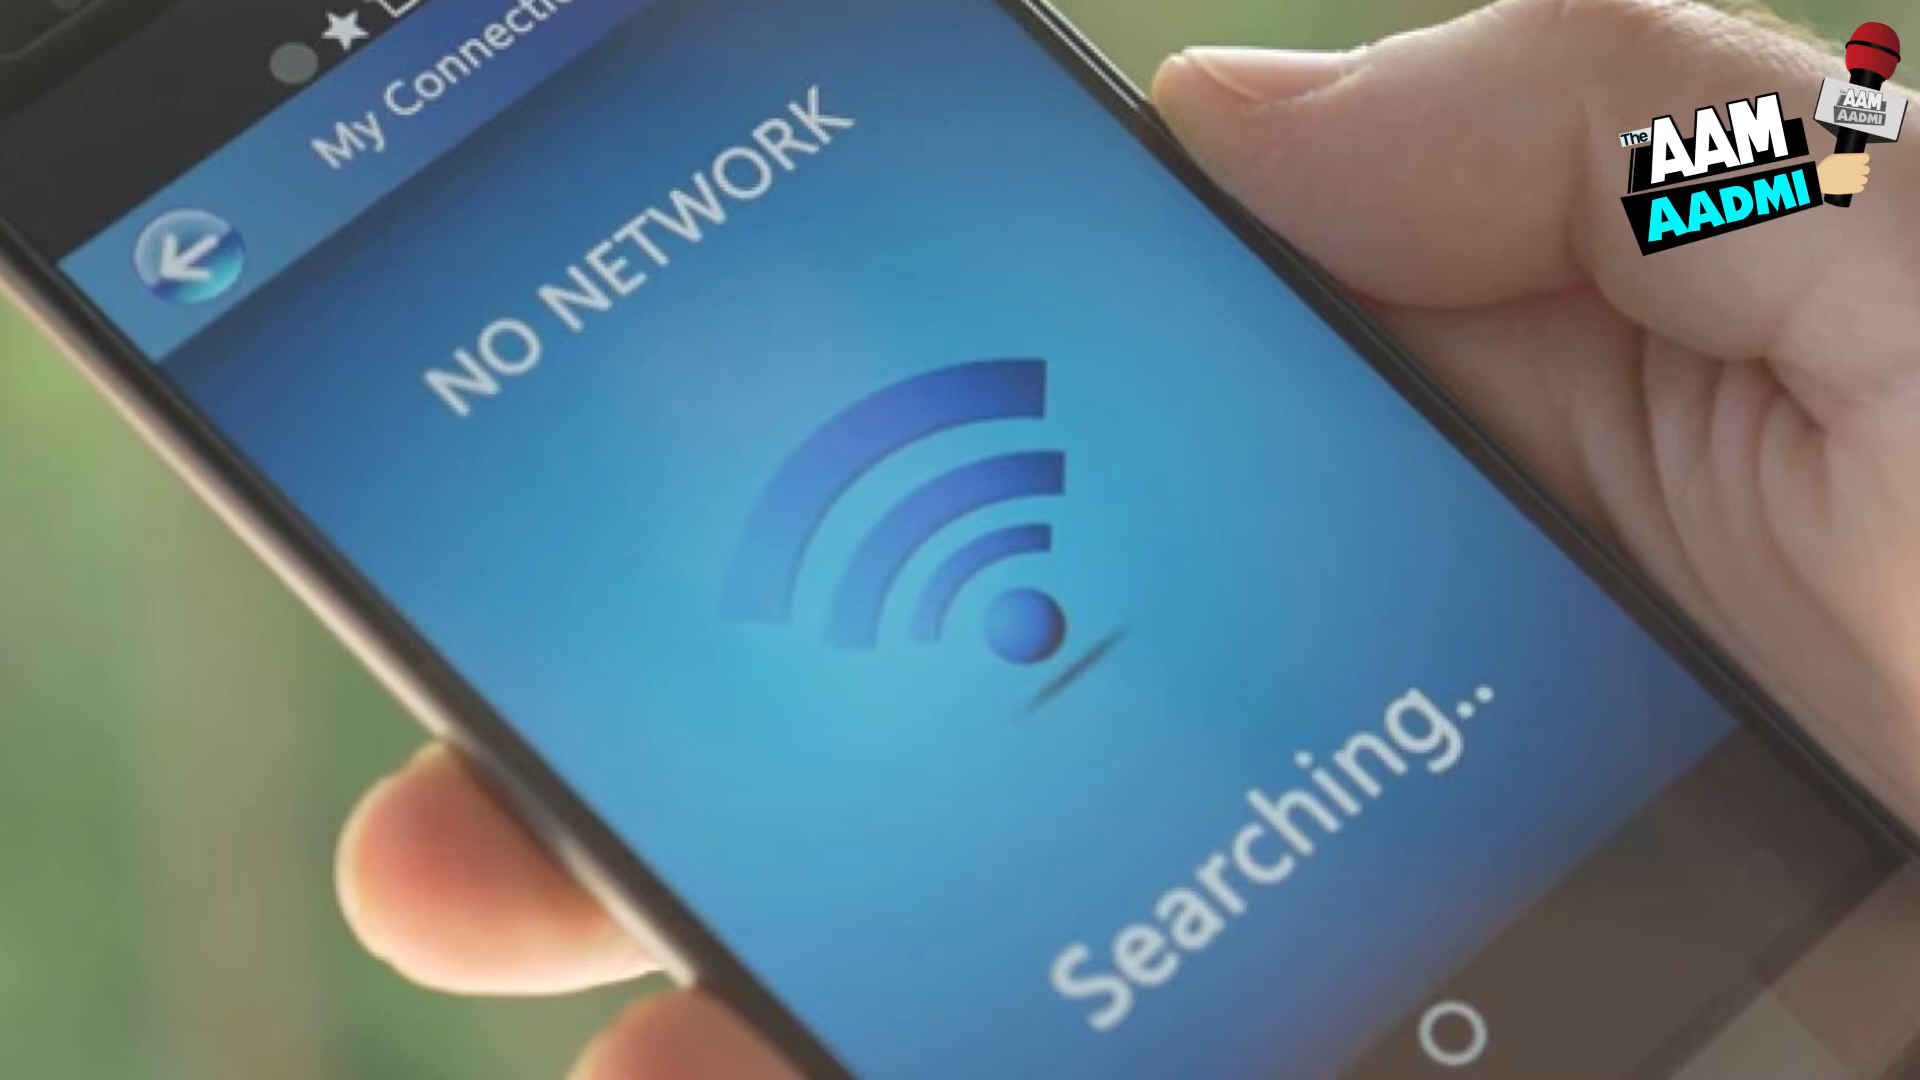 My Connecti
NO NETWORK
Searching..
The
AAM
AADMI
AAM
AADMI